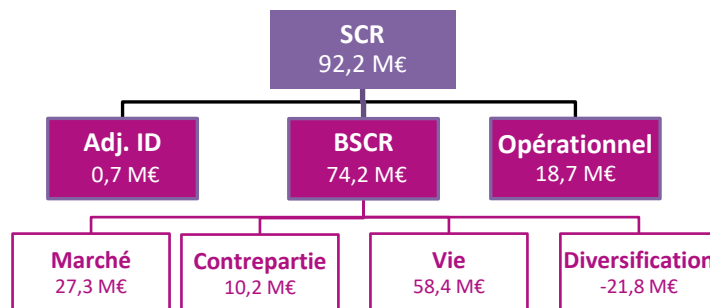 SCR
92,2 M€
Adj. ID
0,7 M€
BSCR
74,2 M€
Opérationnel
18,7 M€
Marché
27,3 M€
Contrepartie
10,2 M€
Vie
58,4 M€
Diversification
-21,8 M€